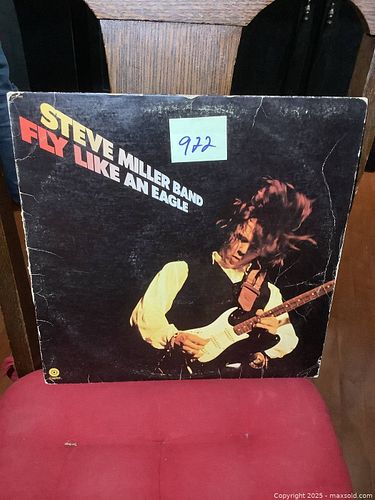 STEVE MILLER BAND
FLY LIKE AN EAGLE
922
Copyright 2025 - maxsold.com